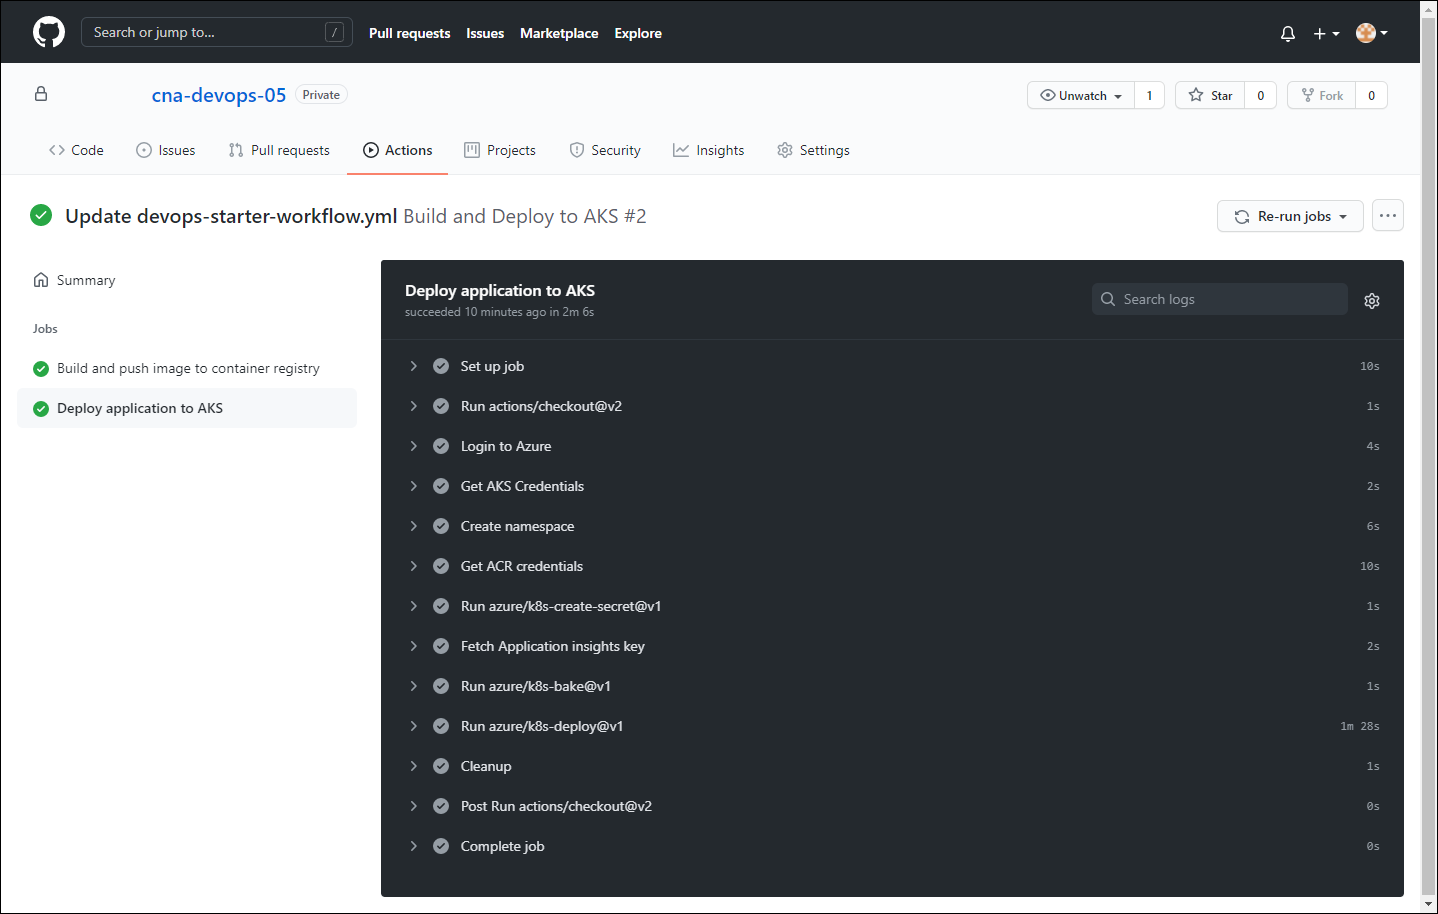 Search or jump to... / Pull requests Issues Marketplace Explore
cna-devops-05 Private Unwatch 1 Star 0 Fork 0
Code Issues Pull requests Actions Projects Security Insights Settings
Update devops-starter-workflow.yml Build and Deploy to AKS #2 Re-run jobs ...
Summary
Jobs
Build and push image to container registry
Deploy application to AKS
Deploy application to AKS
succeeded 10 minutes ago in 2m 6s
Search logs
Set up job 10s
Run actions/checkout@v2 1s
Login to Azure 4s
Get AKS Credentials 2s
Create namespace 6s
Get ACR credentials 10s
Run azure/k8s-create-secret@v1 1s
Fetch Application insights key 2s
Run azure/k8s-bake@v1 1s
Run azure/k8s-deploy@v1 1m 28s
Cleanup 1s
Post Run actions/checkout@v2 0s
Complete job 0s